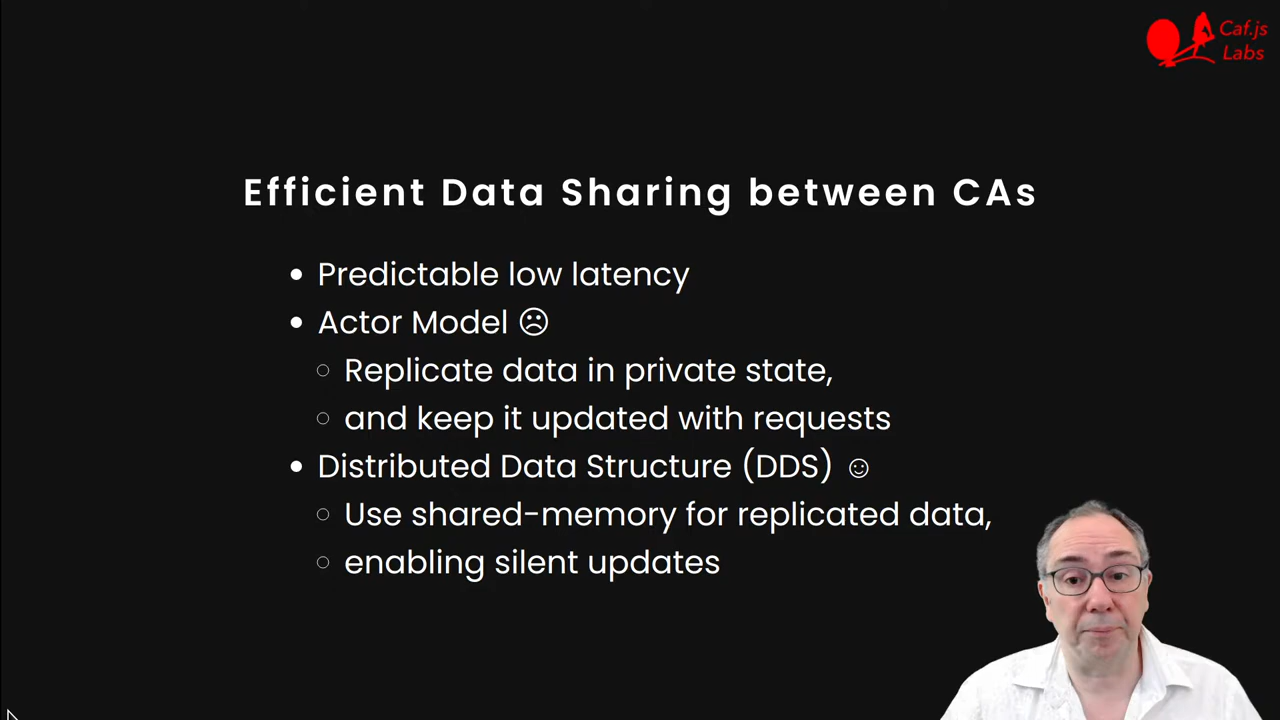 Caf.js
Labs
Efficient Data Sharing between CAs
• Predictable low latency
• Actor Model ☹
○ Replicate data in private state,
○ and keep it updated with requests
• Distributed Data Structure (DDS) ☺
○ Use shared-memory for replicated data,
○ enabling silent updates